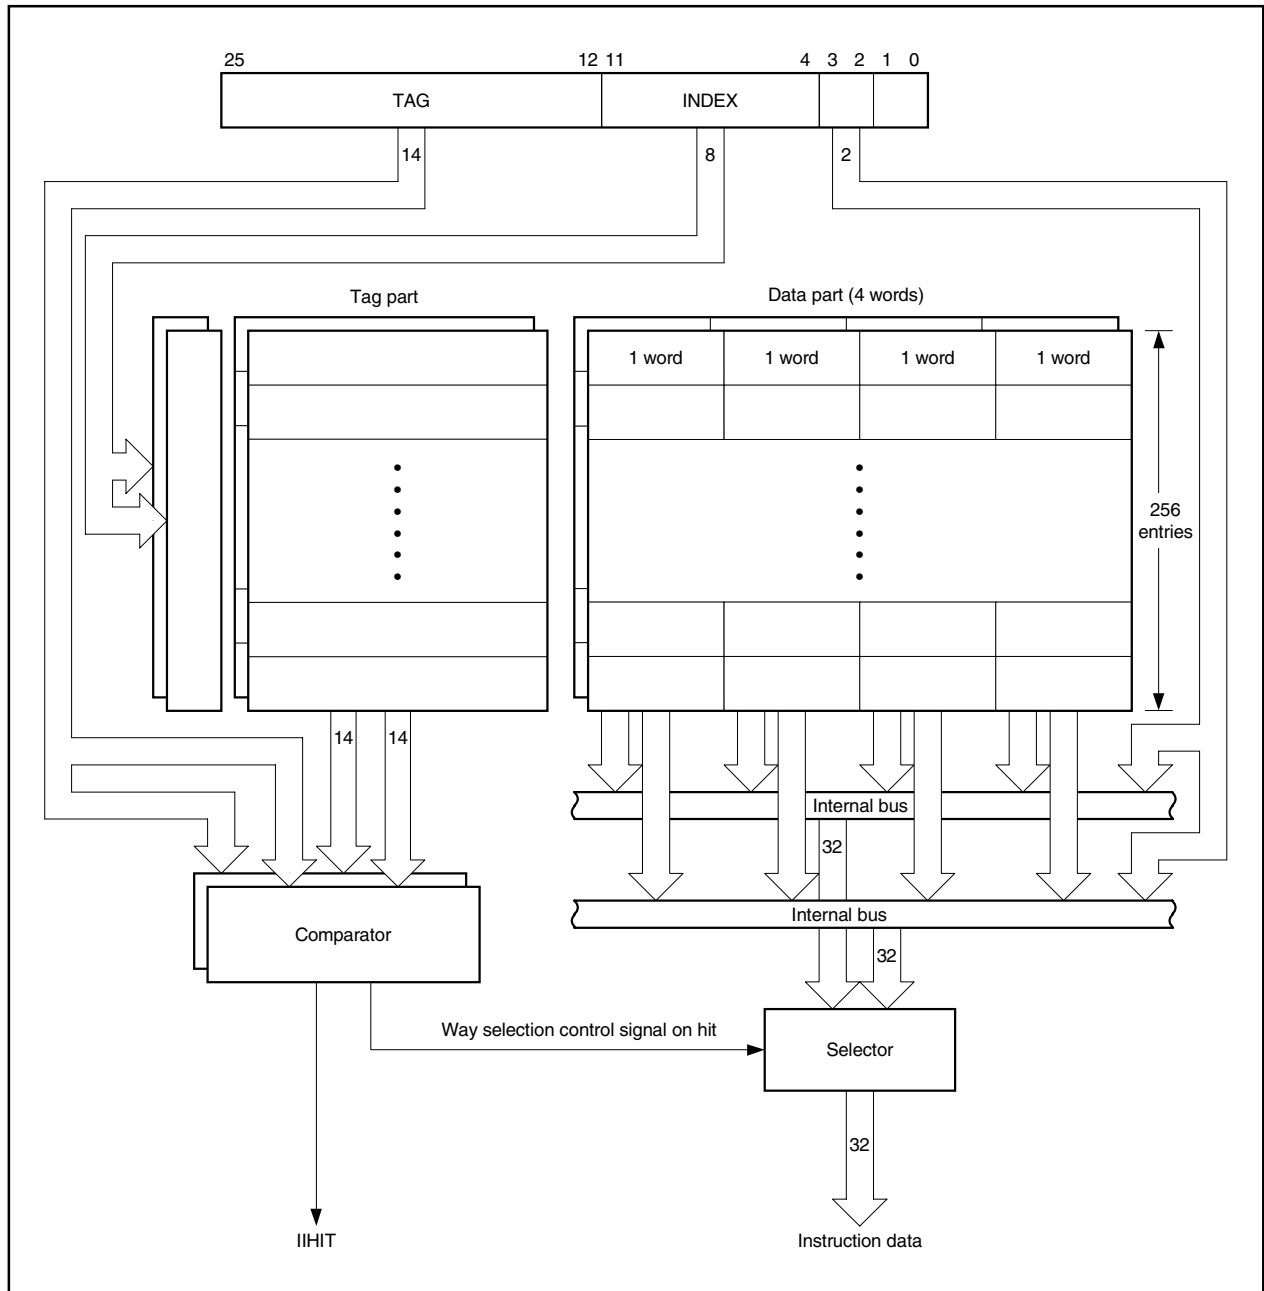 25 12 11 4 3 2 1 0
TAG INDEX
14 8 2
Tag part Data part (4 words)
1 word 1 word 1 word 1 word
256
entries
14 14
Internal bus
32
Internal bus
Comparator
32
Way selection control signal on hit
Selector
32
IIHIT Instruction data